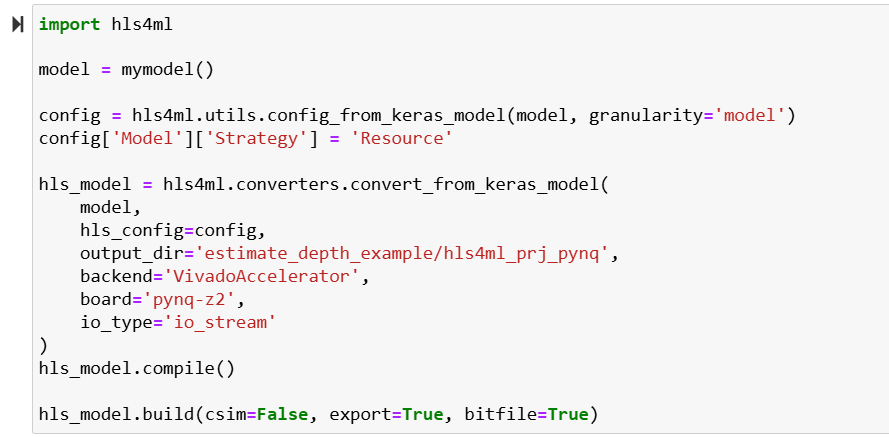 import hls4ml
model = mymodel()
config = hls4ml.utils.config_from_keras_model(model, granularity='model')
config['Model']['Strategy'] = 'Resource'
hls_model = hls4ml.converters.convert_from_keras_model(
    model,
    hls_config=config,
    output_dir='estimate_depth_example/hls4ml_prj_pynq',
    backend='VivadoAccelerator',
    board='pynq-z2',
    io_type='io_stream'
)
hls_model.compile()
hls_model.build(csim=False, export=True, bitfile=True)